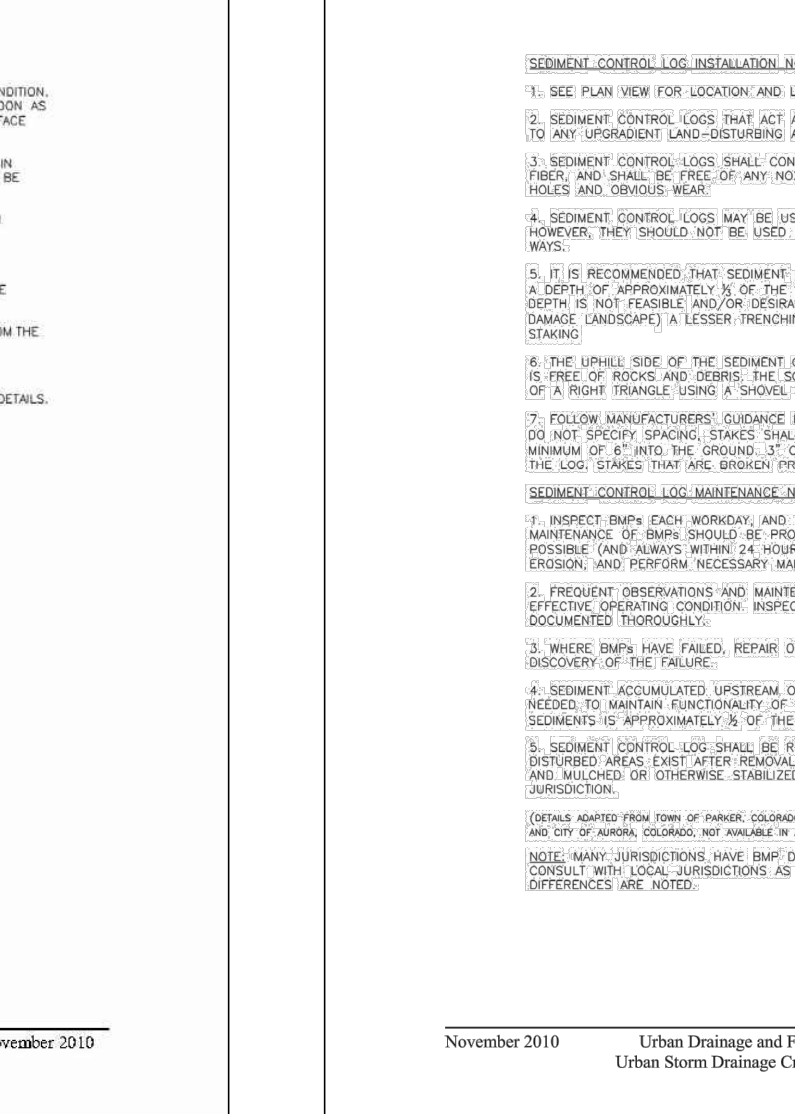 NDITION.
OON AS
FACE
IN
BE
E
OM THE
DETAILS.
vember 2010
SEDIMENT CONTROL LOG INSTALLATION N
1. SEE PLAN VIEW FOR LOCATION AND L
2. SEDIMENT CONTROL LOGS THAT ACT A
TO ANY UPGRADIENT LAND-DISTURBING A
3. SEDIMENT CONTROL LOGS SHALL CON
FIBER, AND SHALL BE FREE OF ANY NO
HOLES AND OBVIOUS WEAR.
4. SEDIMENT CONTROL LOGS MAY BE US
HOWEVER, THEY SHOULD NOT BE USED
WAYS.
5. IT IS RECOMMENDED THAT SEDIMENT
A DEPTH OF APPROXIMATELY ⅓ OF THE
DEPTH IS NOT FEASIBLE AND/OR DESIRA
DAMAGE LANDSCAPE) A LESSER TRENCHIN
STAKING
6. THE UPHILL SIDE OF THE SEDIMENT C
IS FREE OF ROCKS AND DEBRIS. THE SO
OF A RIGHT TRIANGLE USING A SHOVEL
7. FOLLOW MANUFACTURERS' GUIDANCE
DO NOT SPECIFY SPACING, STAKES SHAL
MINIMUM OF 6" INTO THE GROUND. 3" O
THE LOG. STAKES THAT ARE BROKEN PR
SEDIMENT CONTROL LOG MAINTENANCE N
1. INSPECT BMPs EACH WORKDAY, AND
MAINTENANCE OF BMPs SHOULD BE PRO
POSSIBLE (AND ALWAYS WITHIN 24 HOUR
EROSION, AND PERFORM NECESSARY MAI
2. FREQUENT OBSERVATIONS AND MAINTE
EFFECTIVE OPERATING CONDITION. INSPEC
DOCUMENTED THOROUGHLY.
3. WHERE BMPs HAVE FAILED, REPAIR O
DISCOVERY OF THE FAILURE.
4. SEDIMENT ACCUMULATED UPSTREAM O
NEEDED TO MAINTAIN FUNCTIONALITY OF
SEDIMENTS IS APPROXIMATELY ½ OF THE
5. SEDIMENT CONTROL LOG SHALL BE R
DISTURBED AREAS EXIST AFTER REMOVAL
AND MULCHED OR OTHERWISE STABILIZED
JURISDICTION.
(DETAILS ADAPTED FROM TOWN OF PARKER, COLORADO
AND CITY OF AURORA, COLORADO, NOT AVAILABLE IN
NOTE: MANY JURISDICTIONS HAVE BMP D
CONSULT WITH LOCAL JURISDICTIONS AS
DIFFERENCES ARE NOTED.
November 2010 Urban Drainage and F
Urban Storm Drainage Cr